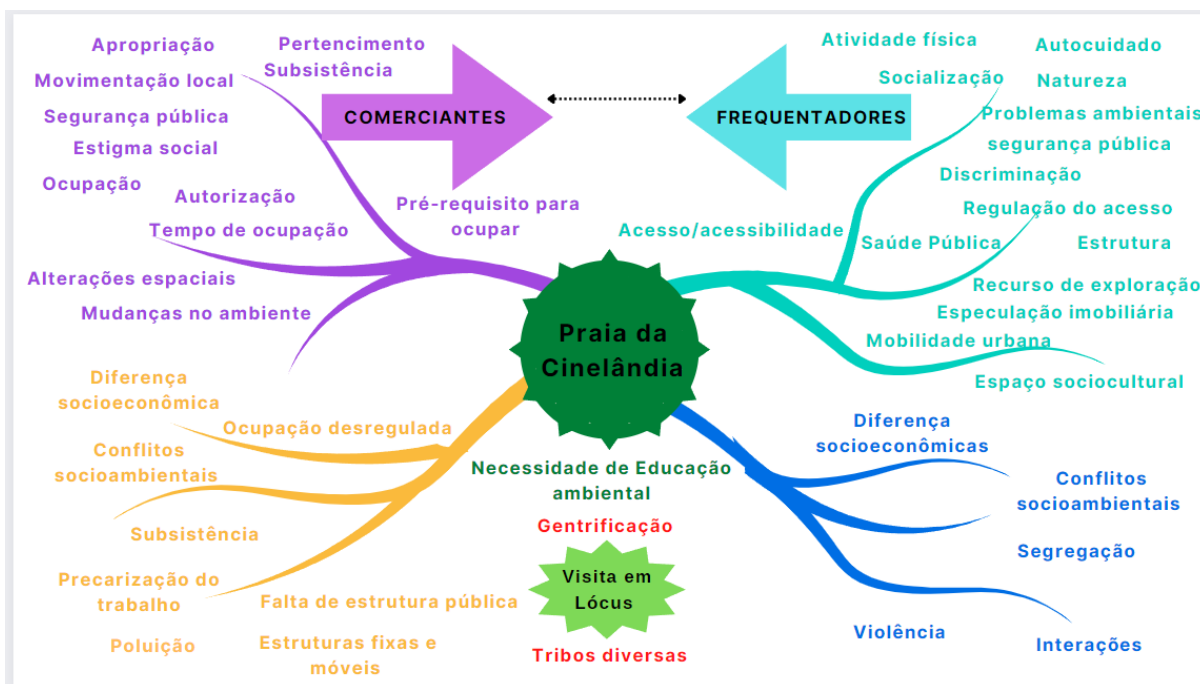 Apropriação
Pertencimento
Subsistência
Movimentação local
Segurança pública
Estigma social
Ocupação
Autorização
Tempo de ocupação
Pré-requisito para
ocupar
Alterações espaciais
Mudanças no ambiente
COMERCIANTES
FREQUENTADORES
Atividade física
Autocuidado
Socialização
Natureza
Problemas ambientais
segurança pública
Discriminação
Regulação do acesso
Acesso/acessibilidade
Saúde Pública
Estrutura
Recurso de exploração
Especulação imobiliária
Mobilidade urbana
Espaço sociocultural
Praia da
Cinelândia
Diferença
socioeconômica
Ocupação desregulada
Conflitos
socioambientais
Subsistência
Precarização do
trabalho
Falta de estrutura pública
Poluição
Estruturas fixas e
móveis
Necessidade de Educação
ambiental
Gentrificação
Visita em
Lócus
Tribos diversas
Diferença
socioeconômicas
Conflitos
socioambientais
Segregação
Violência
Interações